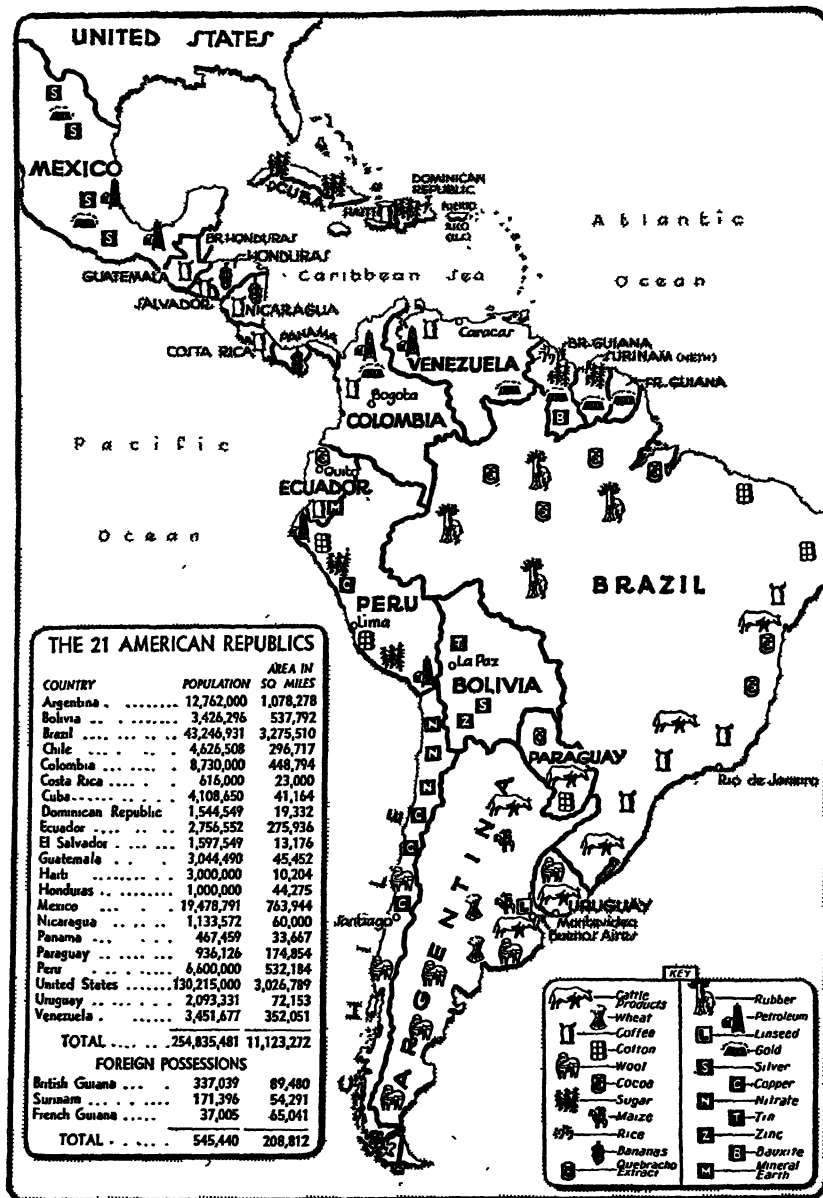 UNITED STATES
MEXICO
CUBA
DOMINICAN
REPUBLIC
HAITI
PUERTO
RICO
(U.S.)
Atlantic
Ocean
BR. HONDURAS
HONDURAS
GUATEMALA
Caribbean Sea
SALVADOR
NICARAGUA
COSTA RICA
PANAMA
Caracas
VENEZUELA
BR. GUIANA
SURINAM (NETH)
FR. GUIANA
Bogota
COLOMBIA
Pacific
Ocean
Quito
ECUADOR
BRAZIL
PERU
Lima
La Paz
BOLIVIA
PARAGUAY
Rio de Janeiro
CHILE
ARGENTINA
Santiago
URUGUAY
Montevideo
Buenos Aires
THE 21 AMERICAN REPUBLICS
COUNTRY POPULATION AREA IN SQ MILES
Argentina . ........ 12,762,000 1,078,278
Bolivia .. .. ....... 3,426,296 537,792
Brazil ..... .. ..... 43,246,931 3,275,510
Chile ... .. . .. 4,626,508 296,717
Colombia ... .... . 8,730,000 448,794
Costa Rica .... . . 616,000 23,000
Cuba........ ...... 4,108,650 41,164
Dominican Republic 1,544,549 19,332
Ecuador .... .. .. 2,756,552 275,936
El Salvador . .... . 1,597,549 13,176
Guatemala . . . 3,044,490 45,452
Haiti ........ .... 3,000,000 10,204
Honduras .. ......... 1,000,000 44,275
Mexico ... . . 19,478,791 763,944
Nicaragua .. .... 1,133,572 60,000
Panama ... .... . 467,459 33,667
Paraguay .. .... . 936,126 174,854
Peru . ........ 6,600,000 532,184
United States ......130,215,000 3,026,789
Uruguay .. .... . 2,093,331 72,153
Venezuela . ...... 3,451,677 352,051
TOTAL .... .. . 254,835,481 11,123,272
FOREIGN POSSESSIONS
British Guiana ... . 337,039 89,480
Surinam ... .... . 171,396 54,291
French Guiana ..... 37,005 65,041
TOTAL . . .. . 545,440 208,812
KEY
Cattle Products
Wheat
Coffee
Cotton
Wool
Cocoa
Sugar
Maize
Rice
Bananas
Quebracho Extract
Rubber
Petroleum
L Linseed
Gold
S Silver
C Copper
N Nitrate
T Tin
Z Zinc
B Bauxite
M Mineral Earth